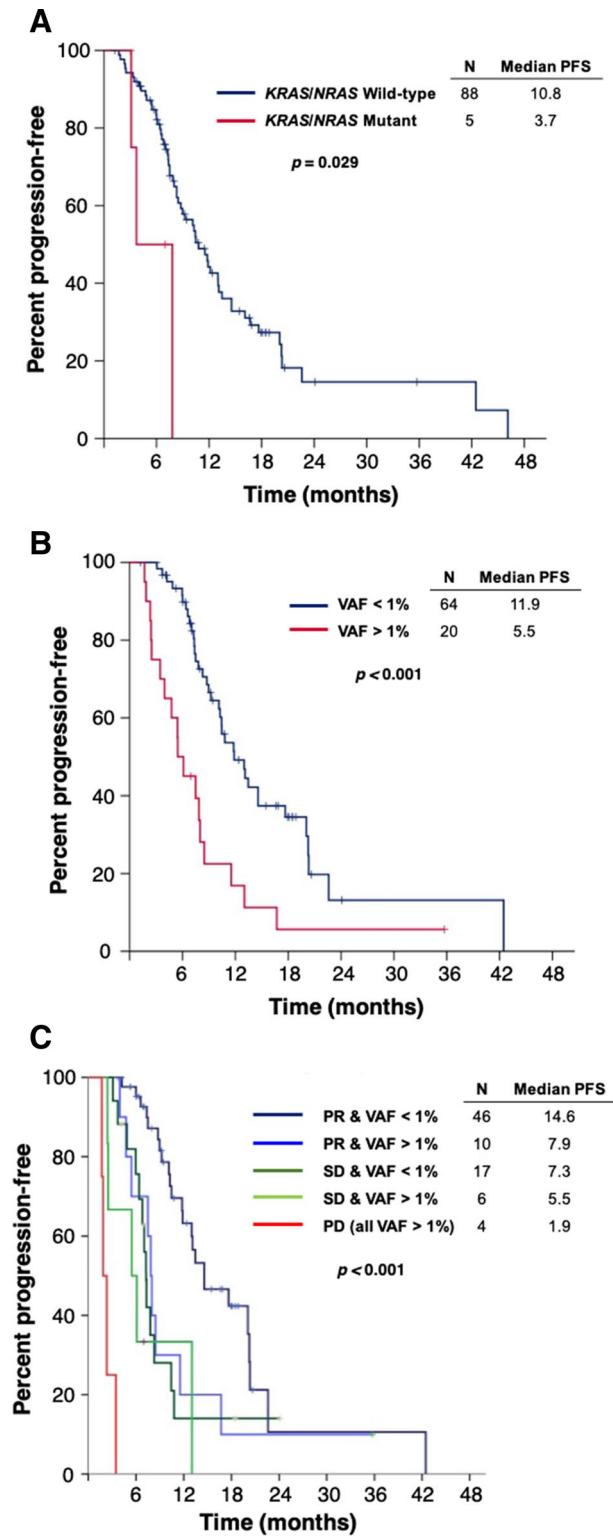 A
N Median PFS
KRAS/NRAS Wild-type 88 10.8
KRAS/NRAS Mutant 5 3.7
p = 0.029
Percent progression-free
100
80
60
40
20
0
6 12 18 24 30 36 42 48
Time (months)
B
N Median PFS
VAF < 1% 64 11.9
VAF > 1% 20 5.5
p < 0.001
Percent progression-free
100
80
60
40
20
0
6 12 18 24 30 36 42 48
Time (months)
C
N Median PFS
PR & VAF < 1% 46 14.6
PR & VAF > 1% 10 7.9
SD & VAF < 1% 17 7.3
SD & VAF > 1% 6 5.5
PD (all VAF > 1%) 4 1.9
p < 0.001
Percent progression-free
100
80
60
40
20
0
6 12 18 24 30 36 42 48
Time (months)